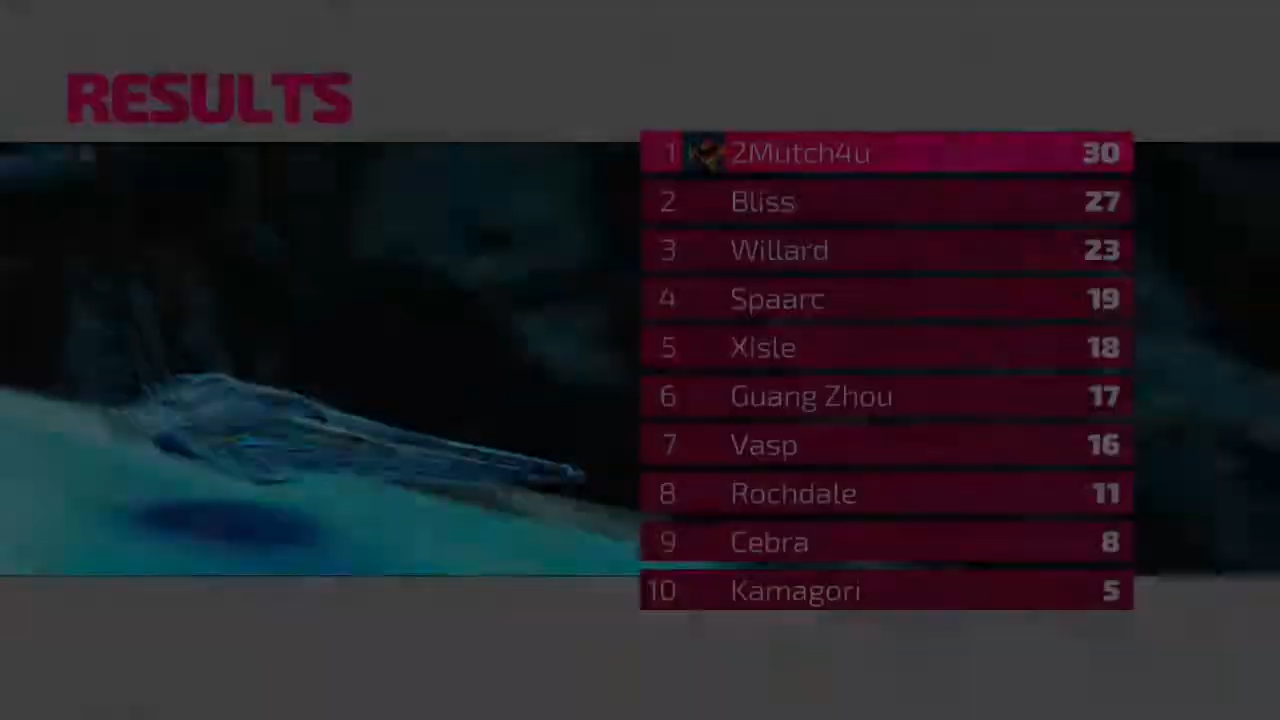 RESULTS
1 2Mutch4u 30
2 Bliss 27
3 Willard 23
4 Spaarc 19
5 Xisle 18
6 Guang Zhou 17
7 Vasp 16
8 Rochdale 11
9 Cebra 8
10 Kamagori 5